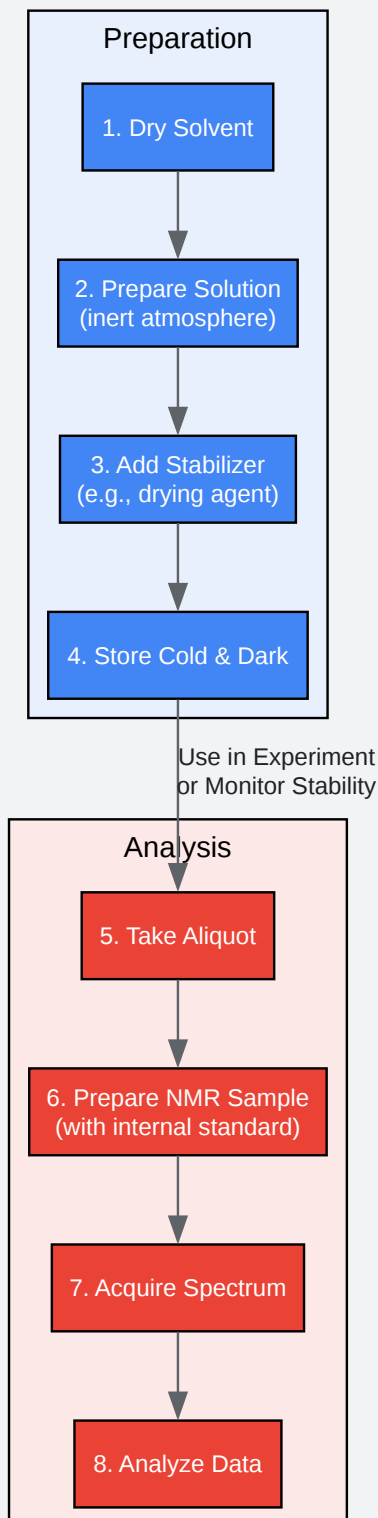 Preparation
1. Dry Solvent
2. Prepare Solution
(inert atmosphere)
3. Add Stabilizer
(e.g., drying agent)
4. Store Cold & Dark
Use in Experiment
or Monitor Stability
Analysis
5. Take Aliquot
6. Prepare NMR Sample
(with internal standard)
7. Acquire Spectrum
8. Analyze Data